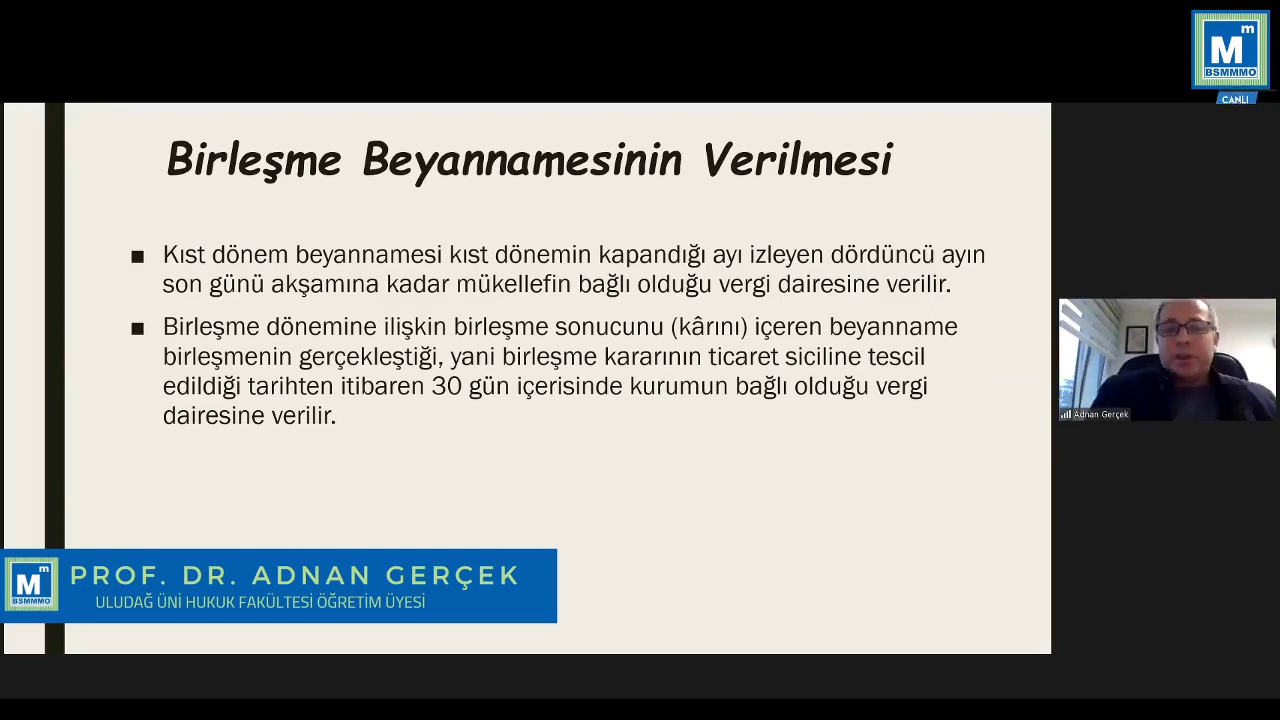 Mm
BSMMMO
CANLI
Birleşme Beyannamesinin Verilmesi
■ Kıst dönem beyannamesi kıst dönemin kapandığı ayı izleyen dördüncü ayın
son günü akşamına kadar mükellefin bağlı olduğu vergi dairesine verilir.
■ Birleşme dönemine ilişkin birleşme sonucunu (kârını) içeren beyanname
birleşmenin gerçekleştiği, yani birleşme kararının ticaret siciline tescil
edildiği tarihten itibaren 30 gün içerisinde kurumun bağlı olduğu vergi
dairesine verilir.
Adnan Gerçek
Mm
BSMMMO
PROF. DR. ADNAN GERÇEK
ULUDAĞ ÜNİ HUKUK FAKÜLTESİ ÖĞRETİM ÜYESİ